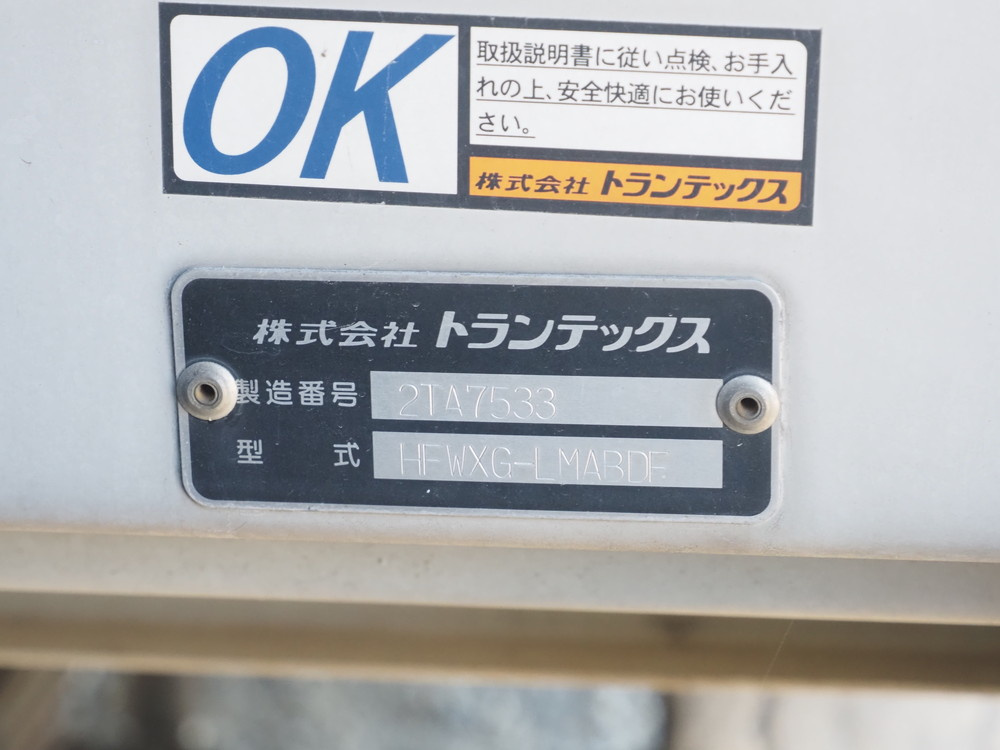 OK
取扱説明書に従い点検、お手入
れの上、安全快適にお使いくだ
さい。
株式会社 トランテックス
株式会社 トランテックス
製造番号 2TA7533
型式 HFWXG-LMABDF